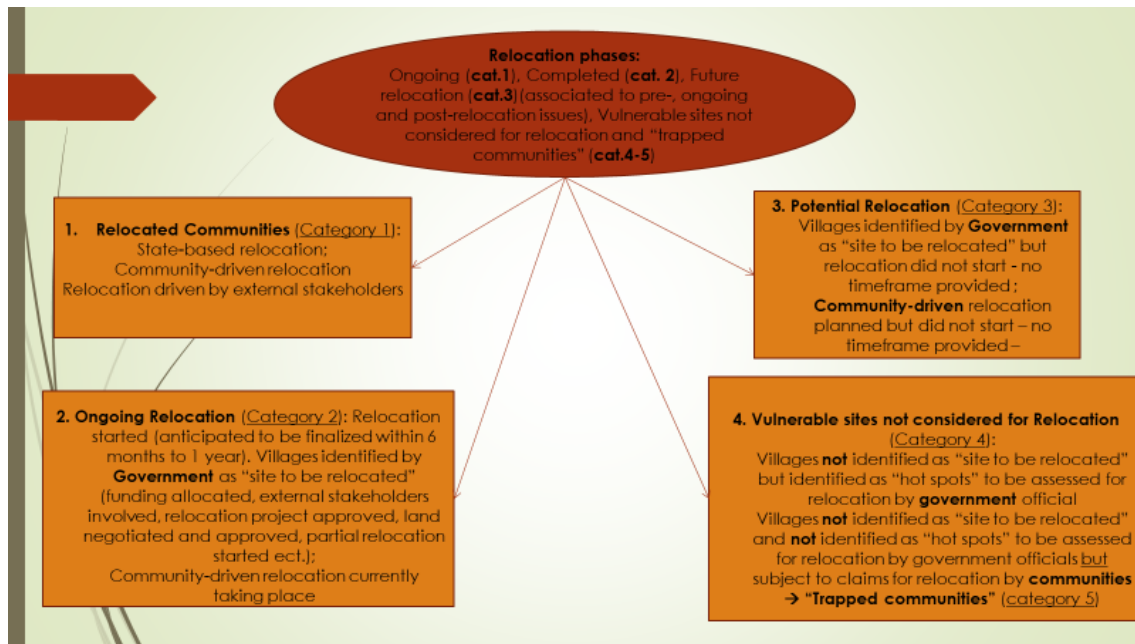 Relocation phases:
Ongoing (cat.1), Completed (cat. 2), Future
relocation (cat.3)(associated to pre-, ongoing
and post-relocation issues), Vulnerable sites not
considered for relocation and “trapped
communities” (cat.4-5)
1. Relocated Communities (Category 1):
State-based relocation;
Community-driven relocation
Relocation driven by external stakeholders
2. Ongoing Relocation (Category 2): Relocation
started (anticipated to be finalized within 6
months to 1 year). Villages identified by
Government as “site to be relocated”
(funding allocated, external stakeholders
involved, relocation project approved, land
negotiated and approved, partial relocation
started ect.);
Community-driven relocation currently
taking place
3. Potential Relocation (Category 3):
Villages identified by Government
as “site to be relocated” but
relocation did not start - no
timeframe provided ;
Community-driven relocation
planned but did not start – no
timeframe provided –
4. Vulnerable sites not considered for Relocation
(Category 4):
Villages not identified as “site to be relocated”
but identified as “hot spots” to be assessed for
relocation by government official
Villages not identified as “site to be relocated”
and not identified as “hot spots” to be assessed
for relocation by government officials but
subject to claims for relocation by communities
→ “Trapped communities” (category 5)